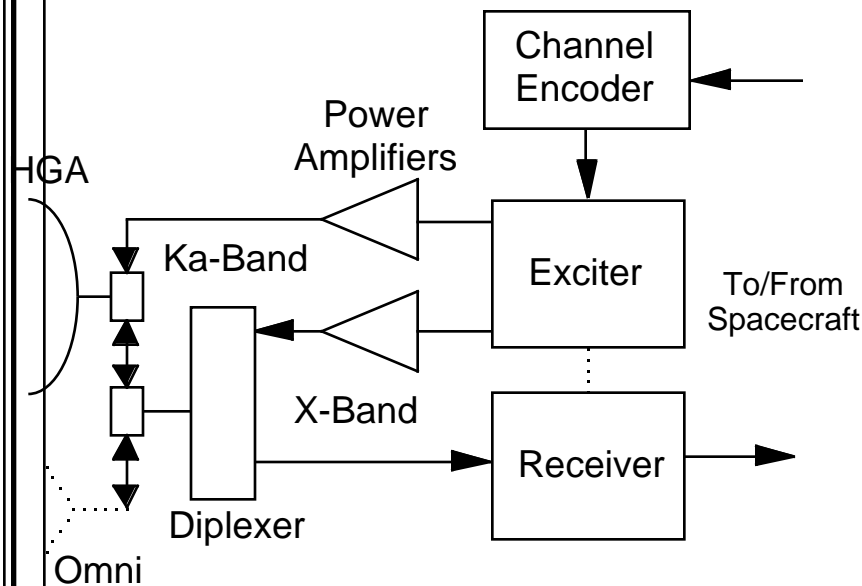 Channel
Encoder
Power
Amplifiers
HGA
Ka-Band
Exciter
To/From
Spacecraft
X-Band
Receiver
Diplexer
Omni